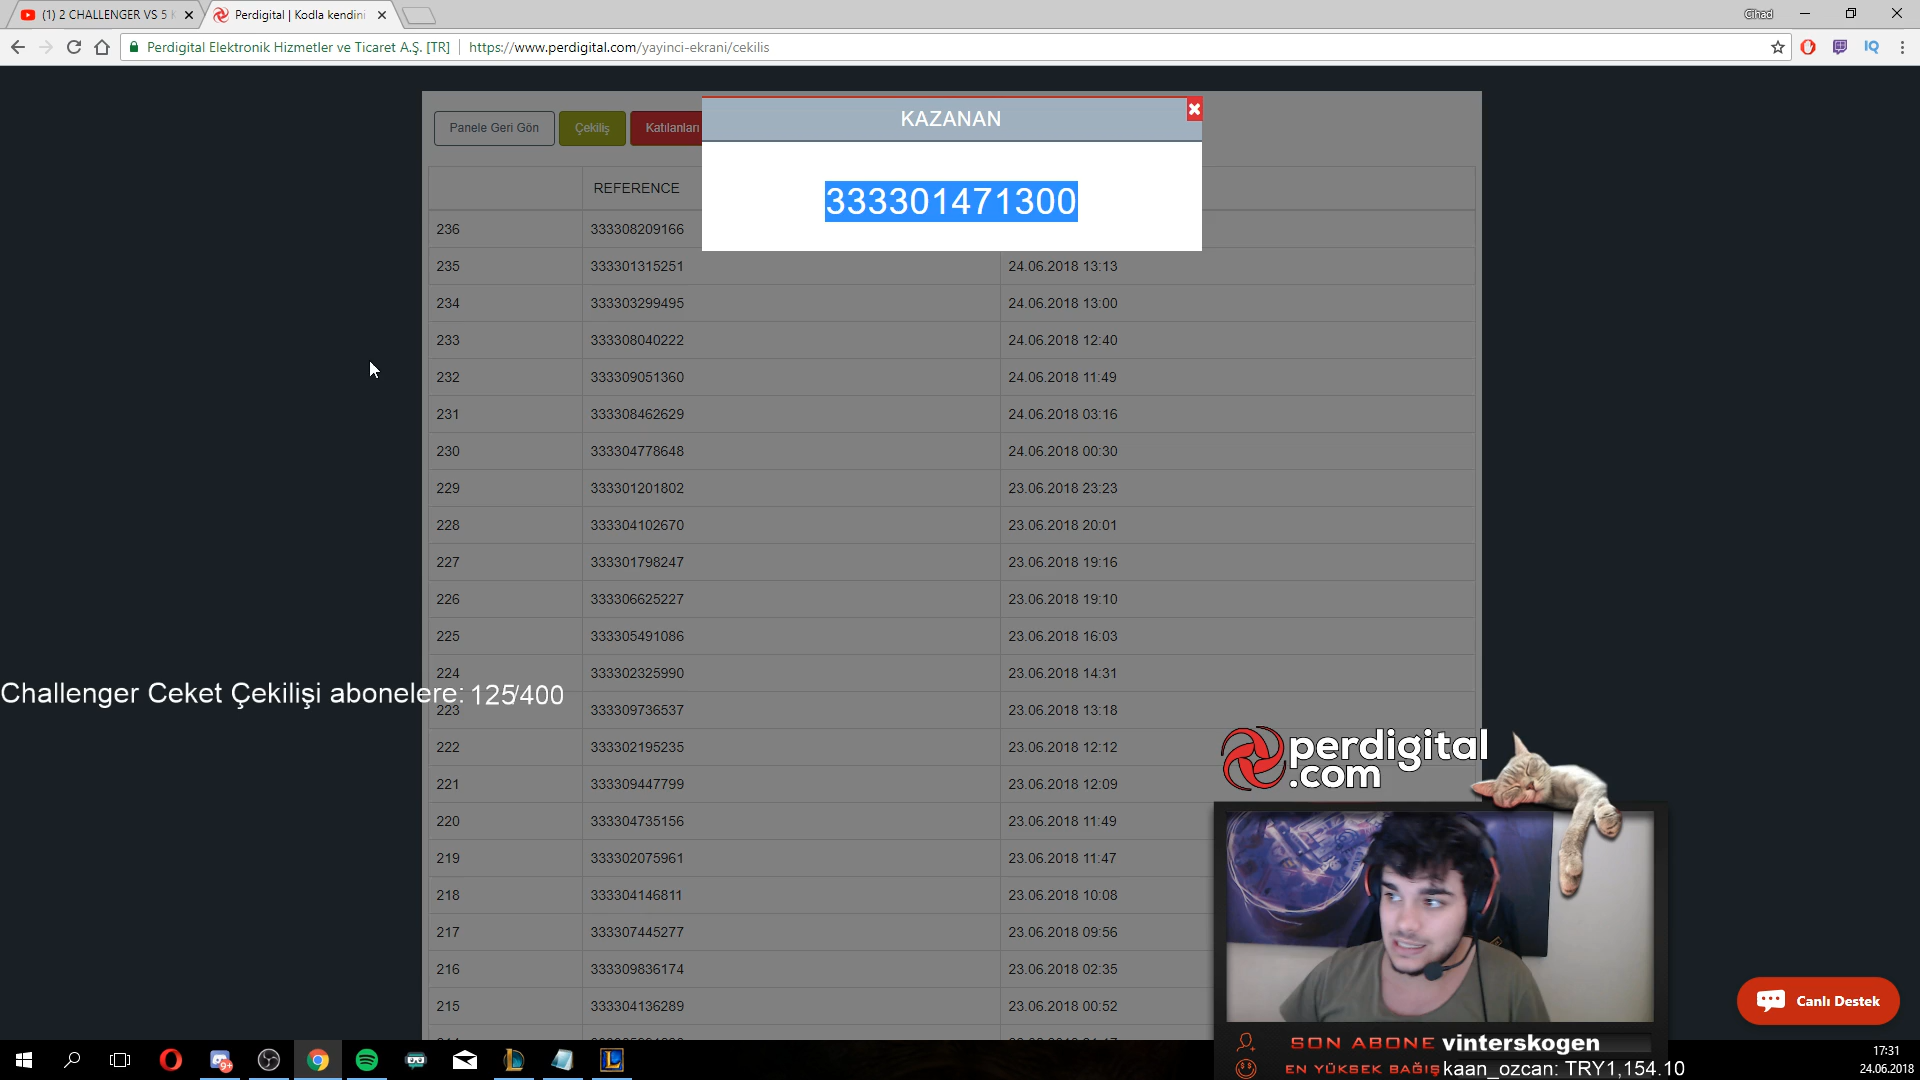 (1) 2 CHALLENGER VS 5
Perdigital | Kodla kendini
Cihad
Perdigital Elektronik Hizmetler ve Ticaret A.Ş. [TR]
https://www.perdigital.com/yayinci-ekrani/cekilis
IQ
KAZANAN
333301471300
Panele Geri Gön
Çekiliş
Katılanları
REFERENCE
236 333308209166
235 333301315251 24.06.2018 13:13
234 333303299495 24.06.2018 13:00
233 333308040222 24.06.2018 12:40
232 333309051360 24.06.2018 11:49
231 333308462629 24.06.2018 03:16
230 333304778648 24.06.2018 00:30
229 333301201802 23.06.2018 23:23
228 333304102670 23.06.2018 20:01
227 333301798247 23.06.2018 19:16
226 333306625227 23.06.2018 19:10
225 333305491086 23.06.2018 16:03
224 333302325990 23.06.2018 14:31
Challenger Ceket Çekilişi abonelere: 125/400
223 333309736537 23.06.2018 13:18
222 333302195235 23.06.2018 12:12
221 333309447799 23.06.2018 12:09
220 333304735156 23.06.2018 11:49
219 333302075961 23.06.2018 11:47
218 333304146811 23.06.2018 10:08
217 333307445277 23.06.2018 09:56
216 333309836174 23.06.2018 02:35
215 333304136289 23.06.2018 00:52
perdigital
.com
Canlı Destek
SON ABONE vinterskogen
EN YÜKSEK BAĞIŞ kaan_ozcan: TRY1,154.10
9+
17:31
24.06.2018